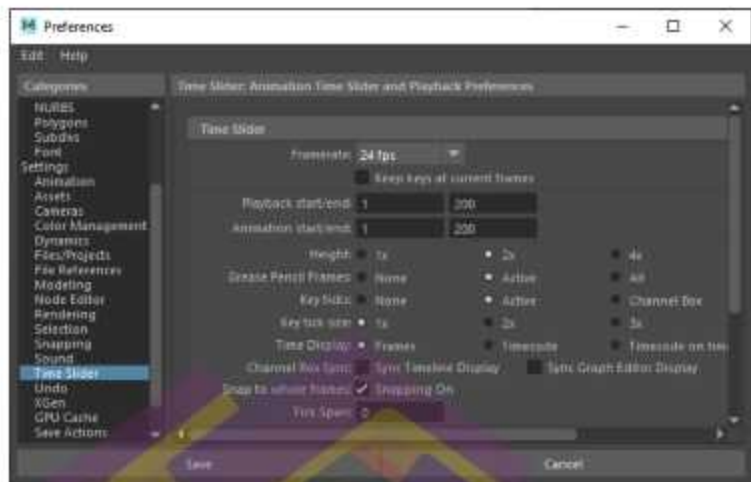 Preferences
Edit Help
Categories
NURBS
Polygons
Subdivs
Font
Settings
Animation
Assets
Cameras
Color Management
Dynamics
Files/Projects
File References
Modeling
Node Editor
Rendering
Selection
Snapping
Sound
Time Slider
Undo
XGen
GPU Cache
Save Actions
Time Slider: Animation Time Slider and Playback Preferences
Time Slider
Framerate: 24 fps
Keep keys at current frames
Playback start/end: 1 200
Animation start/end: 1 200
Height: 1x 2x 4x
Grease Pencil Frames: None Active All
Key ticks: None Active Channel Box
Key tick size: 1x 2x 3x
Time Display: Frames Timecode Timecode on time
Channel Box Sync: Sync Timeline Display Sync Graph Editor Display
Snap to whole frames: Snapping On
Tick Span: 0
Save Cancel